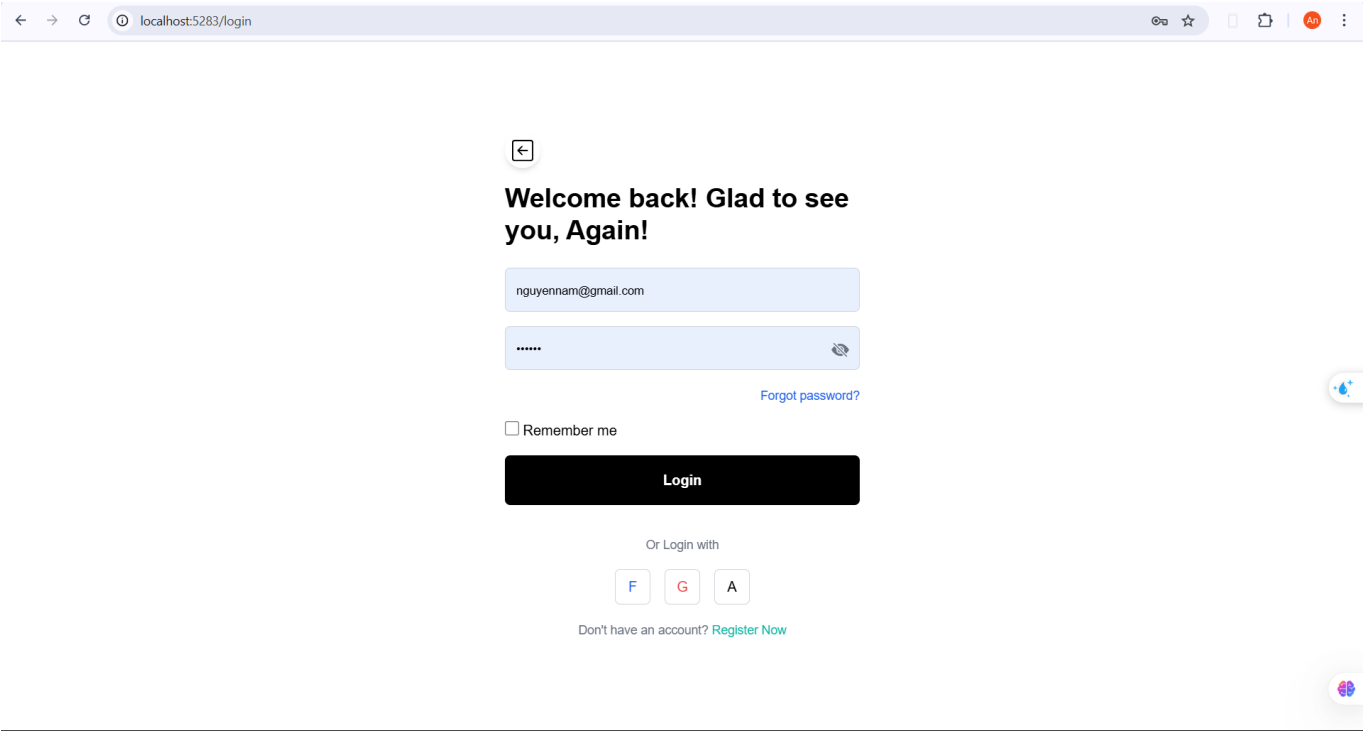 localhost:5283/login
An
Welcome back! Glad to see
you, Again!
nguyennam@gmail.com
••••••
Forgot password?
Remember me
Login
Or Login with
F G A
Don't have an account? Register Now